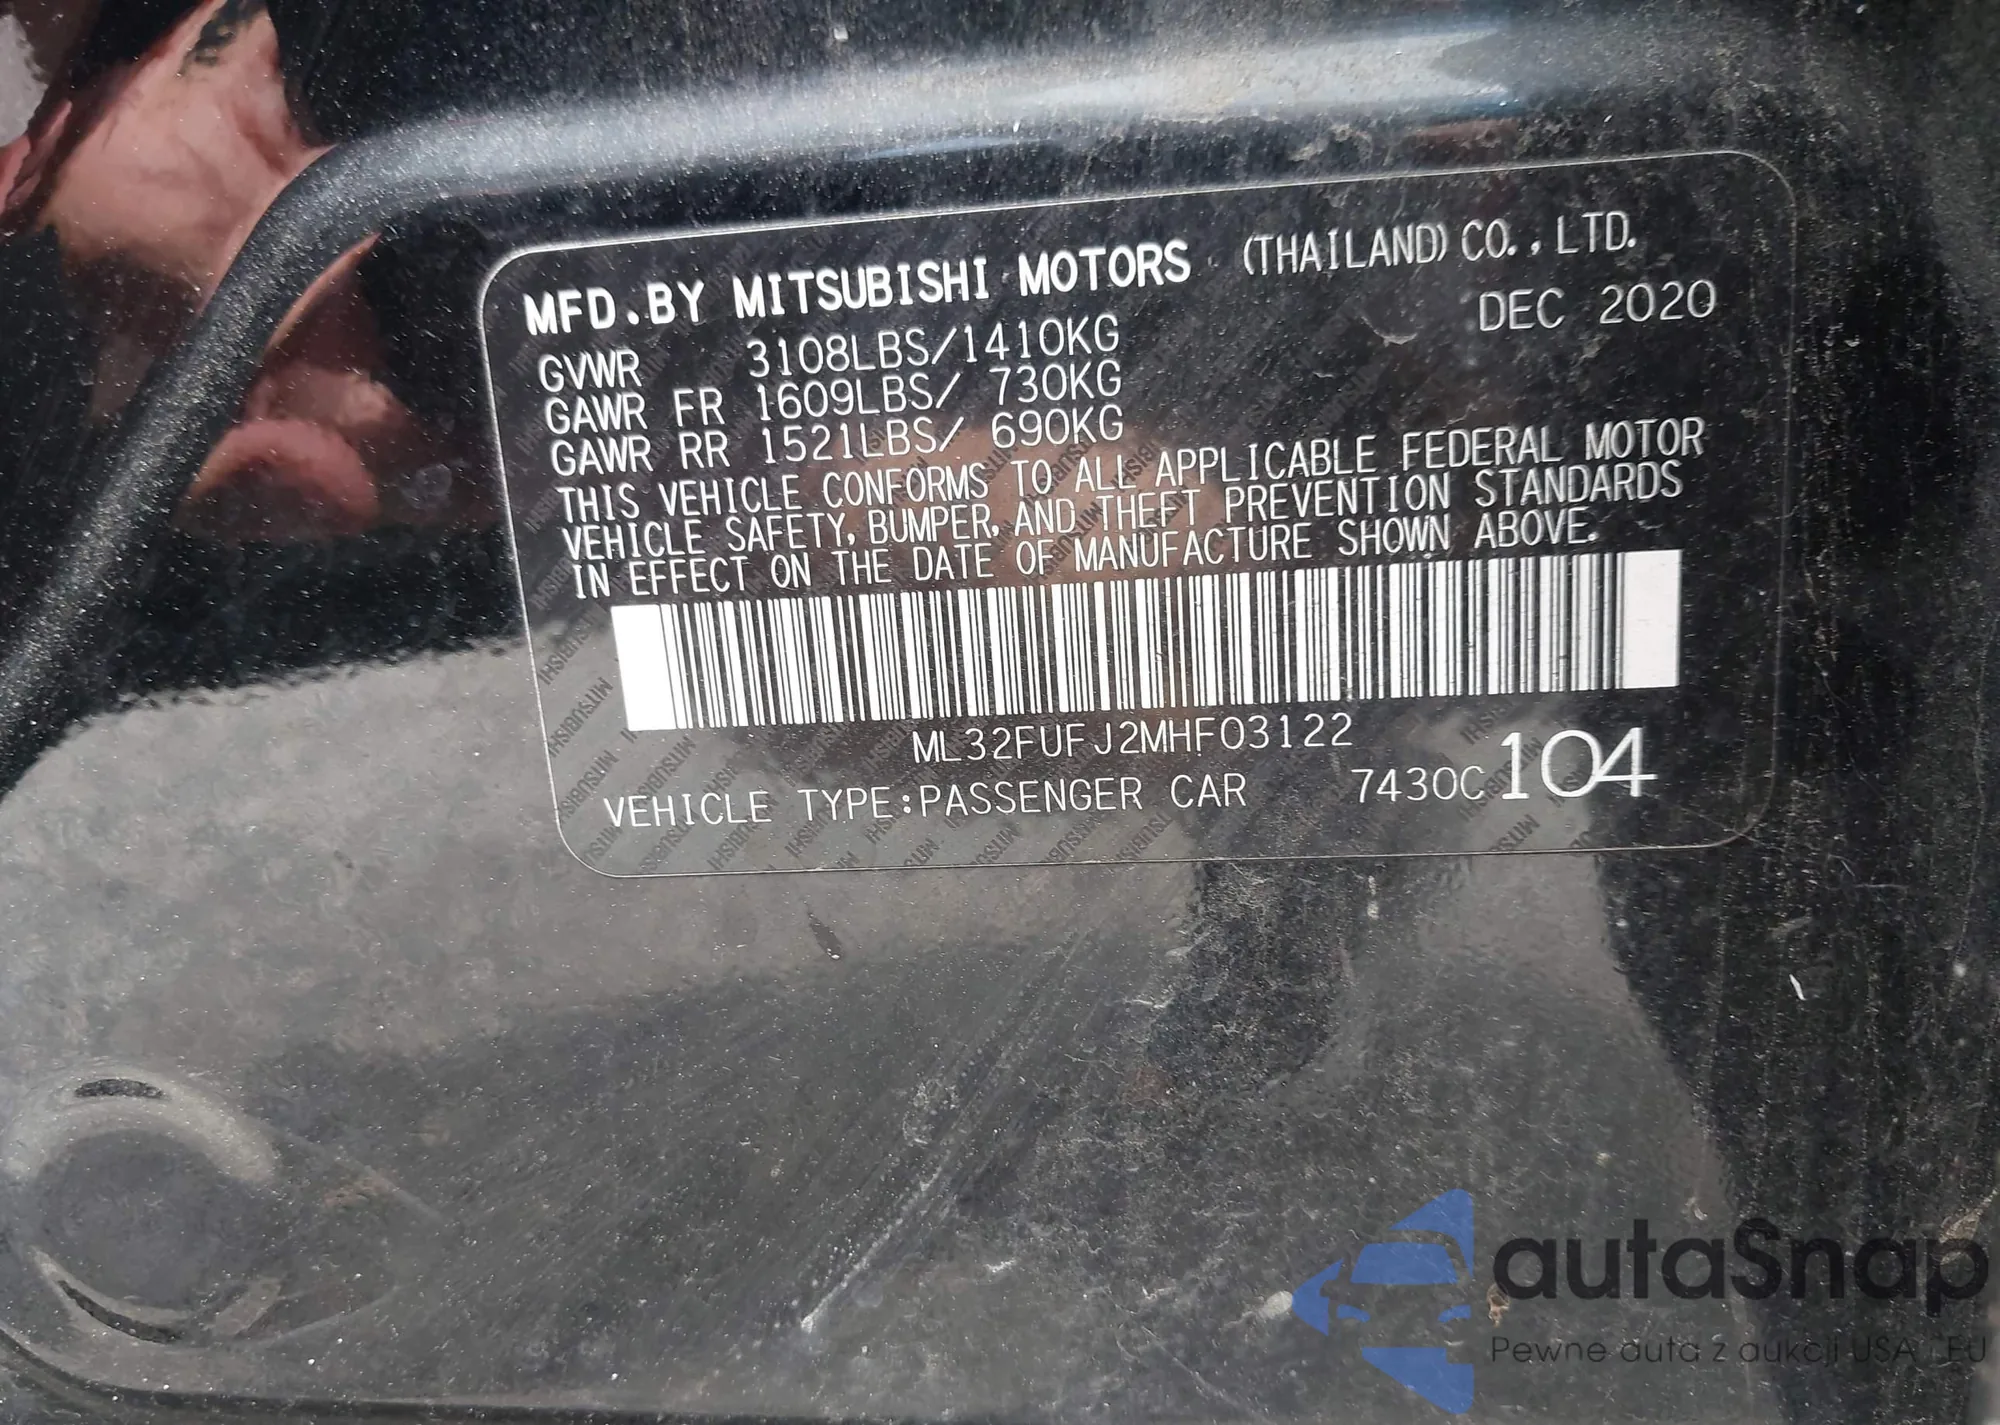 MFD.BY MITSUBISHI MOTORS (THAILAND) CO., LTD.
DEC 2020
GVWR 3108LBS/1410KG
GAWR FR 1609LBS/ 730KG
GAWR RR 1521LBS/ 690KG
THIS VEHICLE CONFORMS TO ALL APPLICABLE FEDERAL MOTOR
VEHICLE SAFETY, BUMPER, AND THEFT PREVENTION STANDARDS
IN EFFECT ON THE DATE OF MANUFACTURE SHOWN ABOVE.
ML32FUFJ2MHF03122
VEHICLE TYPE:PASSENGER CAR 7430C104
autaSnap
Pewne auta z aukcji USA i EU